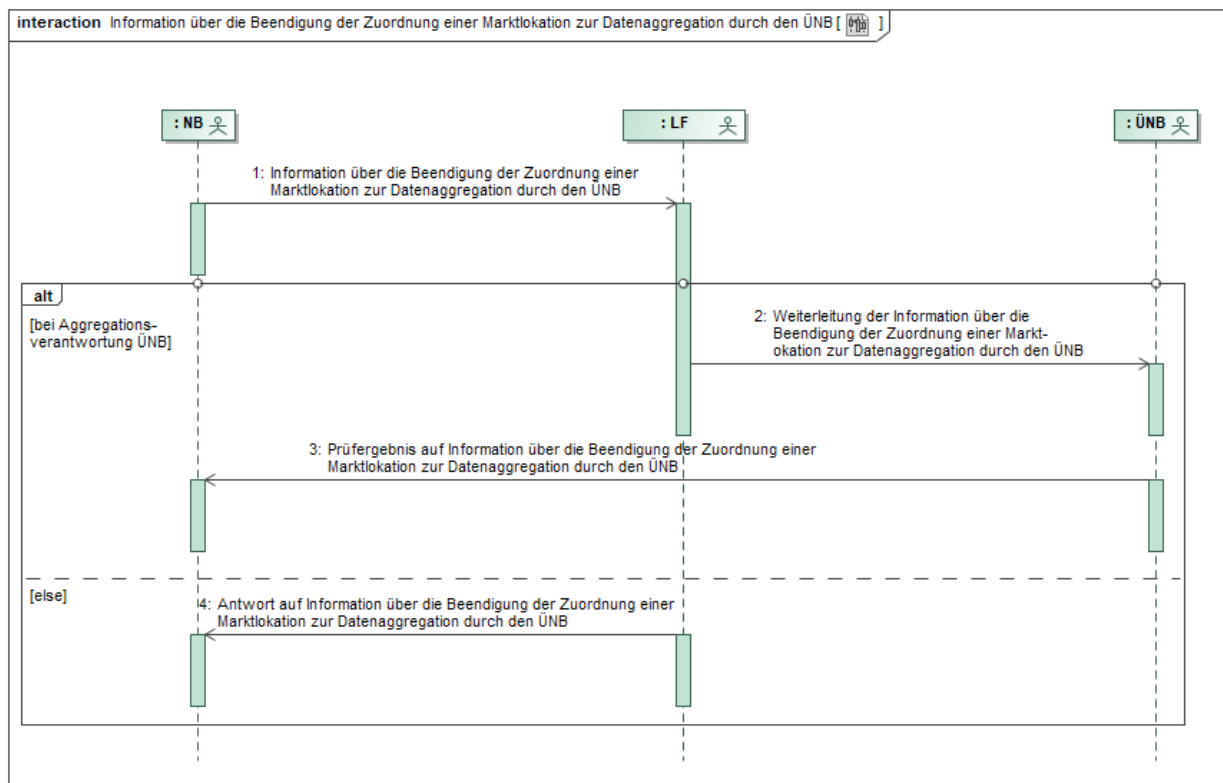 interaction Information über die Beendigung der Zuordnung einer Marktlokation zur Datenaggregation durch den ÜNB [ ]
: NB
: LF
: ÜNB
1: Information über die Beendigung der Zuordnung einer
Marktlokation zur Datenaggregation durch den ÜNB
alt
[bei Aggregations-
verantwortung ÜNB]
2: Weiterleitung der Information über die
Beendigung der Zuordnung einer Markt-
okation zur Datenaggregation durch den ÜNB
3: Prüfergebnis auf Information über die Beendigung der Zuordnung einer
Marktlokation zur Datenaggregation durch den ÜNB
[else]
4: Antwort auf Information über die Beendigung der Zuordnung einer
Marktlokation zur Datenaggregation durch den ÜNB